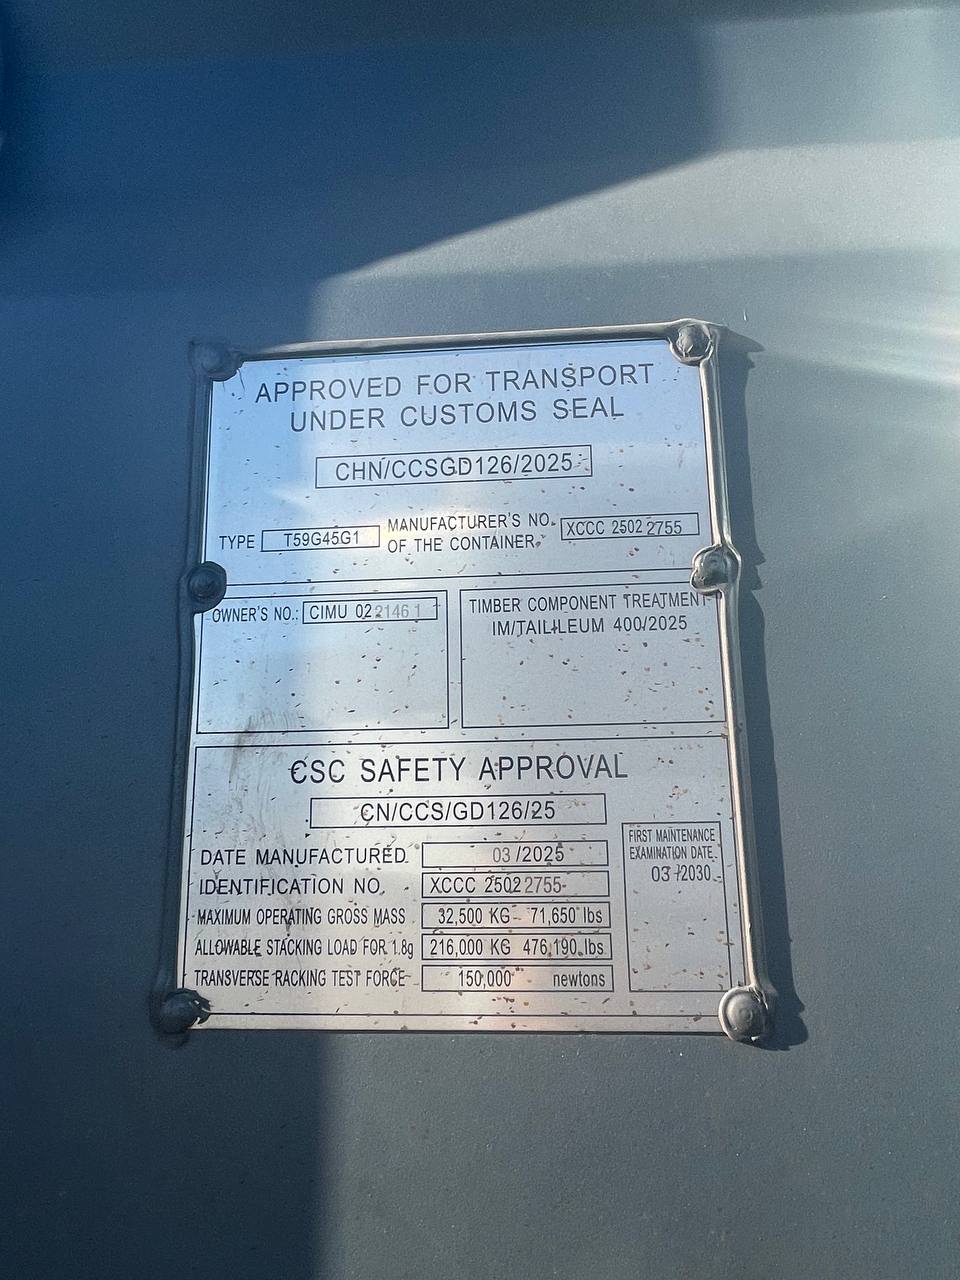 APPROVED FOR TRANSPORT
UNDER CUSTOMS SEAL
CHN/CCSGD126/2025
TYPE T59G45G1 MANUFACTURER'S NO. OF THE CONTAINER XCCC 2502 2755
OWNER'S NO.: CIMU 02 2146 1
TIMBER COMPONENT TREATMENT
IM/TAILILEUM 400/2025
CSC SAFETY APPROVAL
CN/CCS/GD126/25
DATE MANUFACTURED 03 /2025
IDENTIFICATION NO. XCCC 2502 2755
MAXIMUM OPERATING GROSS MASS 32,500 KG 71,650 lbs
ALLOWABLE STACKING LOAD FOR 1.8g 216,000 KG 476,190 lbs
TRANSVERSE RACKING TEST FORCE 150,000 newtons
FIRST MAINTENANCE
EXAMINATION DATE
03 /2030